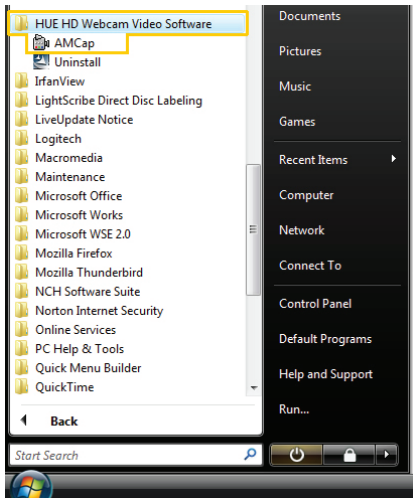 HUE HD Webcam Video Software
AMCap
Uninstall
IrfanView
LightScribe Direct Disc Labeling
LiveUpdate Notice
Logitech
Macromedia
Maintenance
Microsoft Office
Microsoft Works
Microsoft WSE 2.0
Mozilla Firefox
Mozilla Thunderbird
NCH Software Suite
Norton Internet Security
Online Services
PC Help & Tools
Quick Menu Builder
QuickTime
Back
Start Search
Documents
Pictures
Music
Games
Recent Items
Computer
Network
Connect To
Control Panel
Default Programs
Help and Support
Run...